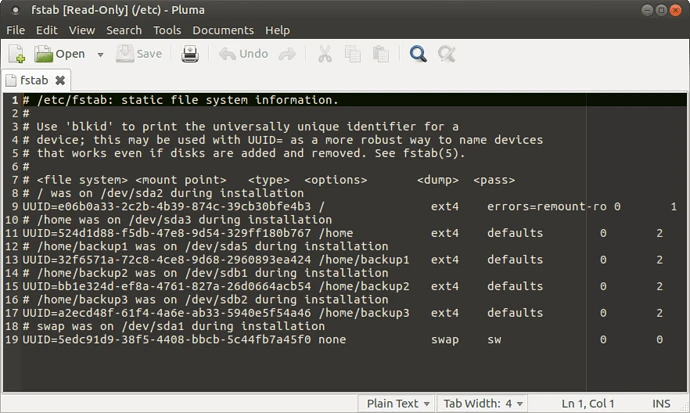 fstab [Read-Only] (/etc) - Pluma
File Edit View Search Tools Documents Help
Open Save Undo
fstab
1 # /etc/fstab: static file system information.
2 #
3 # Use 'blkid' to print the universally unique identifier for a
4 # device; this may be used with UUID= as a more robust way to name devices
5 # that works even if disks are added and removed. See fstab(5).
6 #
7 # <file system> <mount point>   <type>  <options>       <dump>  <pass>
8 # / was on /dev/sda2 during installation
9 UUID=e06b0a33-2c2b-4b39-874c-39cb30bfe4b3 /               ext4    errors=remount-ro 0       1
10 # /home was on /dev/sda3 during installation
11 UUID=524d1d88-f5db-47e8-9d54-329ff180b767 /home           ext4    defaults        0       2
12 # /home/backup1 was on /dev/sda5 during installation
13 UUID=32f6571a-72c8-4ce8-9d68-2960893ea424 /home/backup1   ext4    defaults        0       2
14 # /home/backup2 was on /dev/sdb1 during installation
15 UUID=bb1e324d-ef8a-4761-827a-26d0664acb54 /home/backup2   ext4    defaults        0       2
16 # /home/backup3 was on /dev/sdb2 during installation
17 UUID=a2ecd48f-61f4-4a6e-ab33-5940e5f54a46 /home/backup3   ext4    defaults        0       2
18 # swap was on /dev/sda1 during installation
19 UUID=5edc91d9-38f5-4408-bbcb-5c44fb7a45f0 none            swap    sw              0       0
Plain Text Tab Width: 4 Ln 1, Col 1 INS